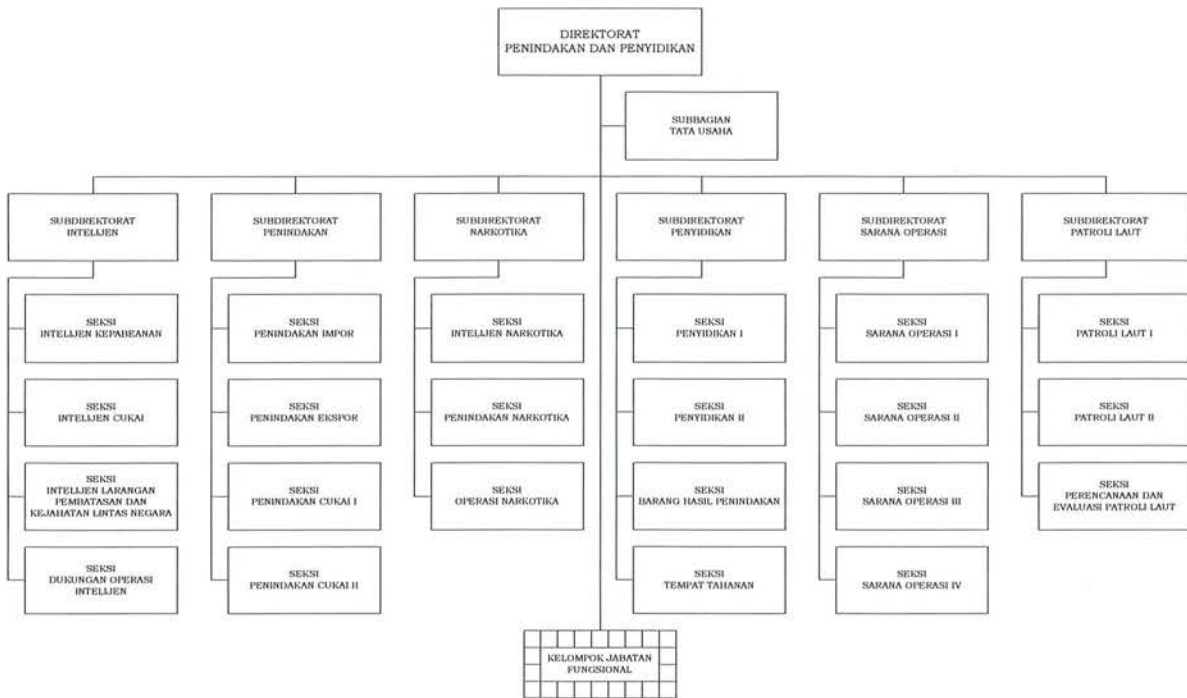 DIREKTORAT
PENINDAKAN DAN PENYIDIKAN
SUBBAGIAN
TATA USAHA
SUBDIREKTORAT
INTELIJEN
SUBDIREKTORAT
PENINDAKAN
SUBDIREKTORAT
NARKOTIKA
SUBDIREKTORAT
PENYIDIKAN
SUBDIREKTORAT
SARANA OPERASI
SUBDIREKTORAT
PATROLI LAUT
SEKSI
INTELIJEN KEPABEANAN
SEKSI
PENINDAKAN IMPOR
SEKSI
INTELIJEN NARKOTIKA
SEKSI
PENYIDIKAN I
SEKSI
SARANA OPERASI I
SEKSI
PATROLI LAUT I
SEKSI
INTELIJEN CUKAI
SEKSI
PENINDAKAN EKSPOR
SEKSI
PENINDAKAN NARKOTIKA
SEKSI
PENYIDIKAN II
SEKSI
SARANA OPERASI II
SEKSI
PATROLI LAUT II
SEKSI
INTELIJEN LARANGAN
PEMBATASAN DAN
KEJAHATAN LINTAS NEGARA
SEKSI
PENINDAKAN CUKAI I
SEKSI
OPERASI NARKOTIKA
SEKSI
BARANG HASIL PENINDAKAN
SEKSI
SARANA OPERASI III
SEKSI
PERENCANAAN DAN
EVALUASI PATROLI LAUT
SEKSI
DUKUNGAN OPERASI
INTELIJEN
SEKSI
PENINDAKAN CUKAI II
SEKSI
TEMPAT TAHANAN
SEKSI
SARANA OPERASI IV
KELOMPOK JABATAN
FUNGSIONAL